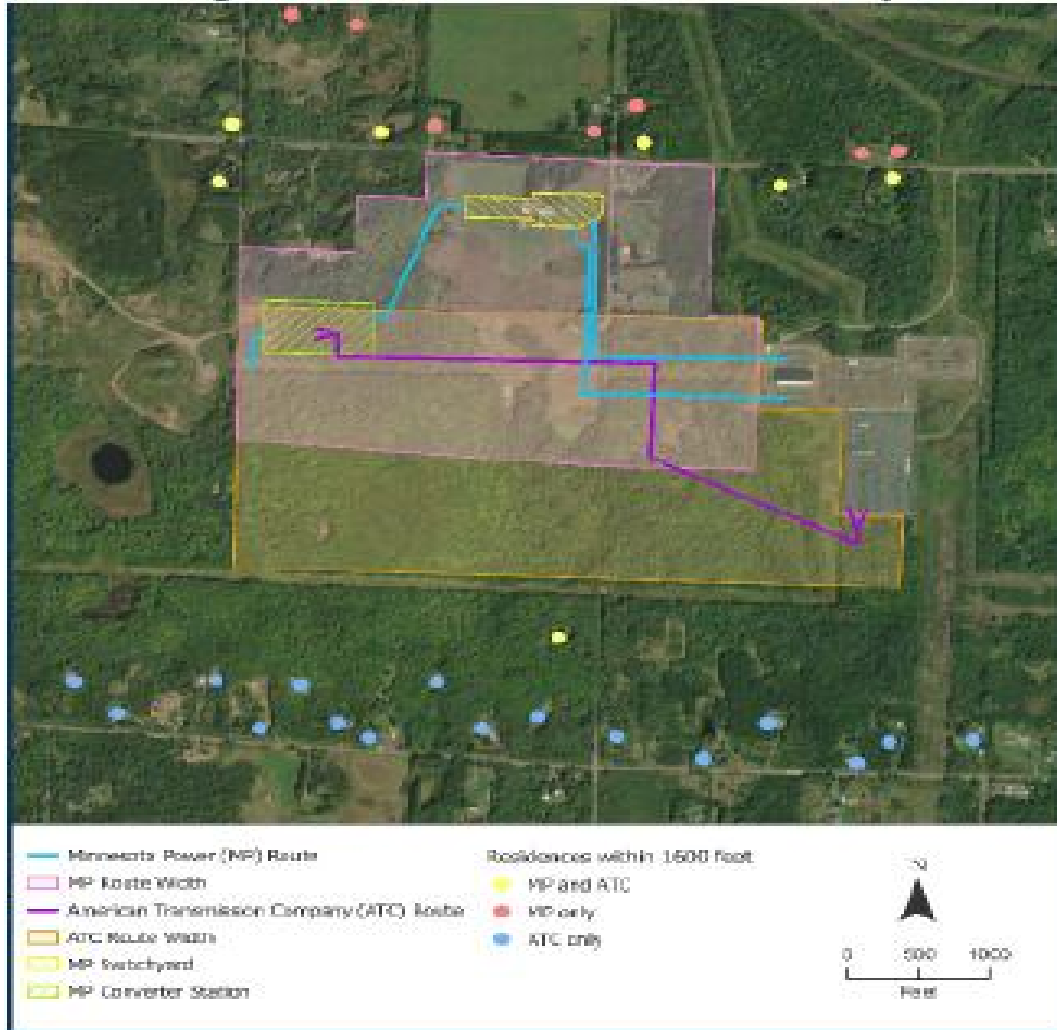 Minnesota Power (MP) Route
MP Route Width
American Transmission Company (ATC) Route
ATC Route Width
MP Switchyard
MP Converter Station
Residences within 1600 feet
MP and ATC
MP only
ATC only
N
0 500 1000
Feet